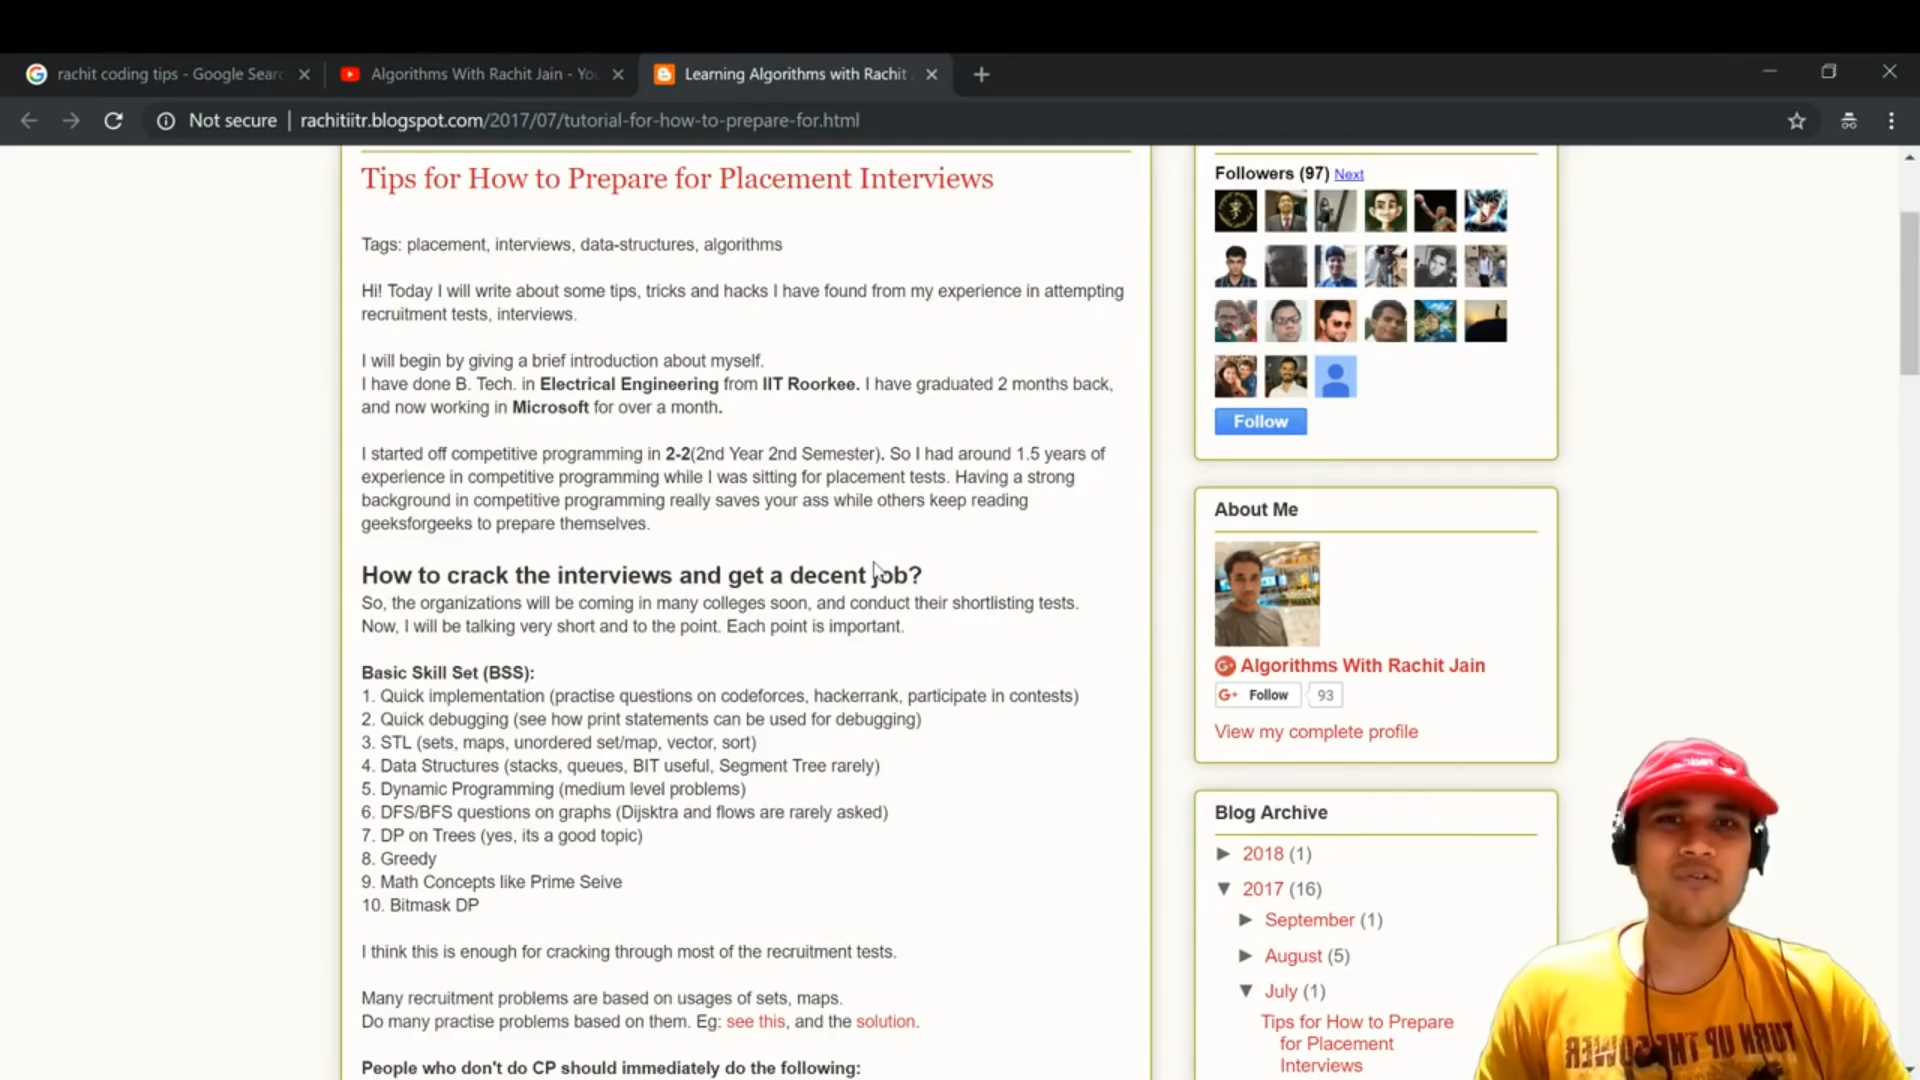 rachit coding tips - Google Sear
Algorithms With Rachit Jain - Yo
Learning Algorithms with Rachit
Not secure | rachitiitr.blogspot.com/2017/07/tutorial-for-how-to-prepare-for.html
Tips for How to Prepare for Placement Interviews
Tags: placement, interviews, data-structures, algorithms
Hi! Today I will write about some tips, tricks and hacks I have found from my experience in attempting
recruitment tests, interviews.
I will begin by giving a brief introduction about myself.
I have done B. Tech. in Electrical Engineering from IIT Roorkee. I have graduated 2 months back,
and now working in Microsoft for over a month.
I started off competitive programming in 2-2(2nd Year 2nd Semester). So I had around 1.5 years of
experience in competitive programming while I was sitting for placement tests. Having a strong
background in competitive programming really saves your ass while others keep reading
geeksforgeeks to prepare themselves.
How to crack the interviews and get a decent job?
So, the organizations will be coming in many colleges soon, and conduct their shortlisting tests.
Now, I will be talking very short and to the point. Each point is important.
Basic Skill Set (BSS):
1. Quick implementation (practise questions on codeforces, hackerrank, participate in contests)
2. Quick debugging (see how print statements can be used for debugging)
3. STL (sets, maps, unordered set/map, vector, sort)
4. Data Structures (stacks, queues, BIT useful, Segment Tree rarely)
5. Dynamic Programming (medium level problems)
6. DFS/BFS questions on graphs (Dijsktra and flows are rarely asked)
7. DP on Trees (yes, its a good topic)
8. Greedy
9. Math Concepts like Prime Seive
10. Bitmask DP
I think this is enough for cracking through most of the recruitment tests.
Many recruitment problems are based on usages of sets, maps.
Do many practise problems based on them. Eg: see this, and the solution.
People who don't do CP should immediately do the following:
Followers (97) Next
Follow
About Me
Algorithms With Rachit Jain
G+ Follow 93
View my complete profile
Blog Archive
► 2018 (1)
▼ 2017 (16)
► September (1)
► August (5)
▼ July (1)
Tips for How to Prepare
for Placement
Interviews
TURN UP THE POWER